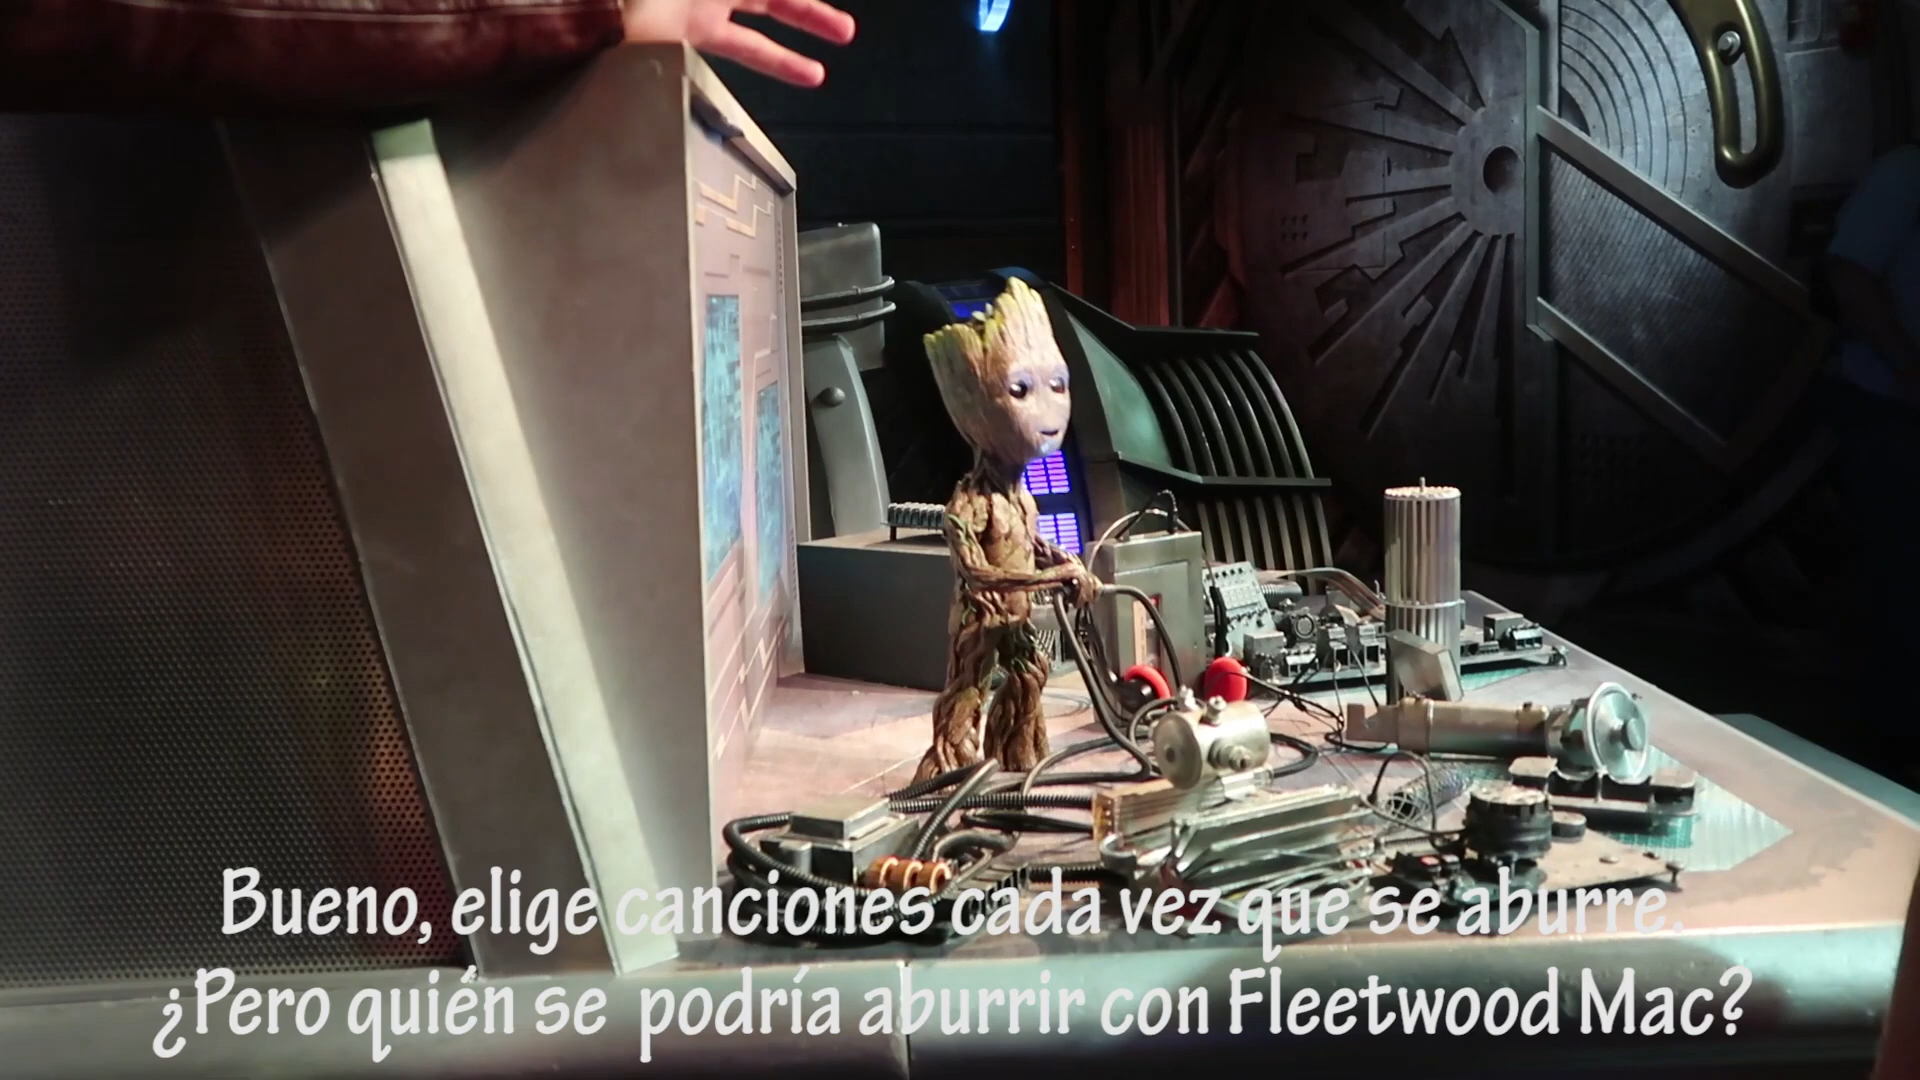 Bueno, elige canciones cada vez que se aburre.
¿Pero quién se podría aburrir con Fleetwood Mac?